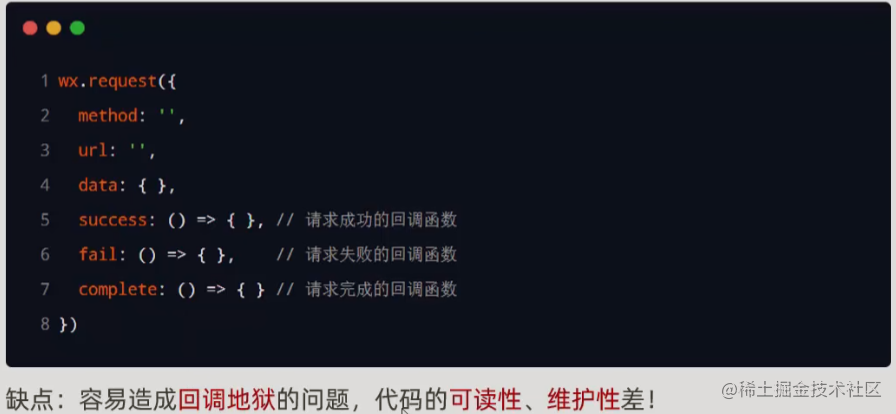 1 wx.request({
2 method: '',
3 url: '',
4 data: { },
5 success: () => { }, // 请求成功的回调函数
6 fail: () => { }, // 请求失败的回调函数
7 complete: () => { } // 请求完成的回调函数
8 })
缺点：容易造成回调地狱的问题，代码的可读性、维护性差！
@稀土掘金技术社区